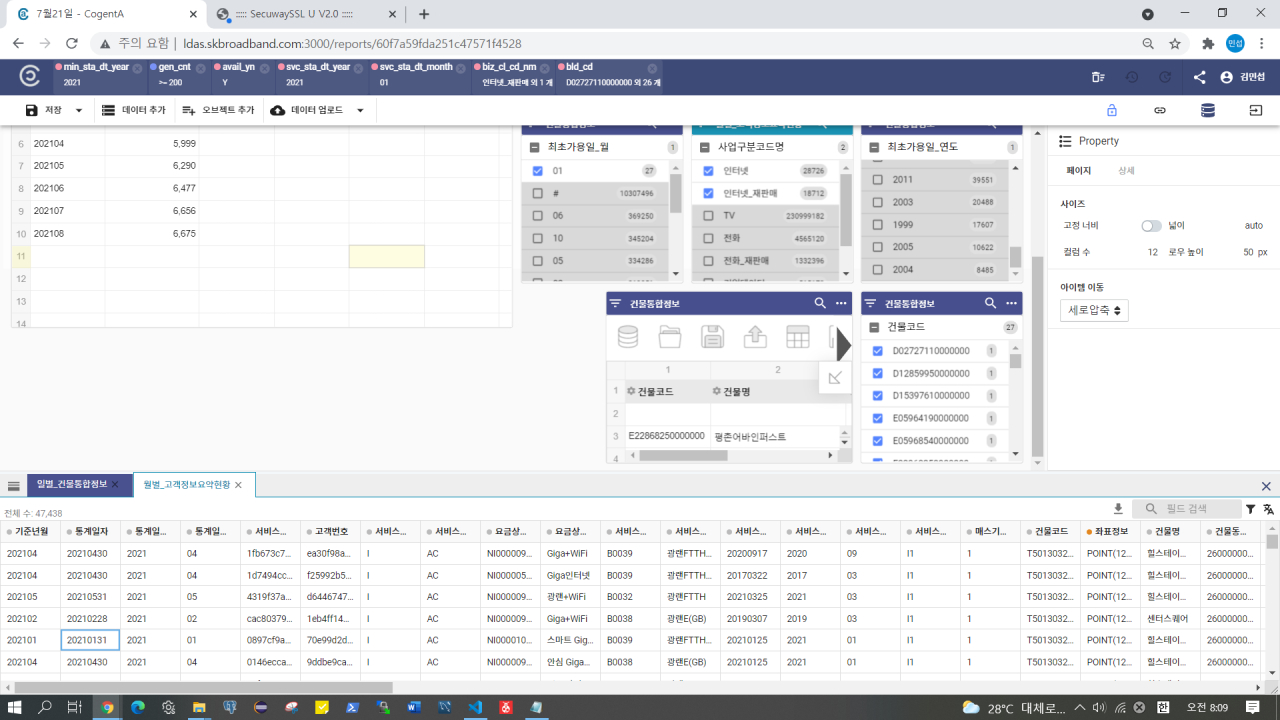 7월21일 - CogentA
::::: SecuwaySSL U V2.0 :::::
주의 요함 | ldas.skbroadband.com:3000/reports/60f7a59fda251c47571f4528
민섭
min_sta_dt_year
2021
gen_cnt
>= 200
avail_yn
Y
svc_sta_dt_year
2021
svc_sta_dt_month
01
biz_cl_cd_nm
인터넷_재판매 외 1 개
bld_cd
D02727110000000 외 26 개
김민섭
저장
데이터 추가
오브젝트 추가
데이터 업로드
6 202104 5,999
7 202105 6,290
8 202106 6,477
9 202107 6,656
10 202108 6,675
11
12
13
14
최초가용일_월 1
01 27
# 10307496
06 369250
10 345204
05 334286
사업구분코드명 2
인터넷 28726
인터넷_재판매 18712
TV 230999182
전화 4565120
전화_재판매 1332396
최초가용일_연도 1
2011 39551
2003 20488
1999 17607
2005 10622
2004 8485
건물통합정보
1 2
1 건물코드 건물명
2
3 E22868250000000 평촌어바인퍼스트
4
건물통합정보
건물코드 27
D02727110000000 1
D12859950000000 1
D15397610000000 1
E05964190000000 1
E05968540000000 1
Property
페이지 상세
사이즈
고정 너비 넓이 auto
컬럼 수 12 로우 높이 50 px
아이템 이동
세로압축
일별_건물통합정보
월별_고객정보요약현황
전체 수: 47,438
필드 검색
기준년월 통계일자 통계일... 통계일... 서비스... 고객번호 서비스... 서비스... 요금상... 요금상... 서비스... 서비스... 서비스... 서비스... 서비스... 서비스... 매스기... 건물코드 좌표정보 건물명 건물동...
202104 20210430 2021 04 1fb673c7... ea30f98a... I AC NI000009... Giga+WiFi B0039 광랜FTTH... 20200917 2020 09 I1 1 T5013032... POINT(12... 힐스테이... 26000000...
202104 20210430 2021 04 1d7494cc... f25992b5... I AC NI000005... Giga인터넷 B0039 광랜FTTH... 20170322 2017 03 I1 1 T5013032... POINT(12... 힐스테이... 26000000...
202105 20210531 2021 05 4319f37a... d6446747... I AC NI000009... 광랜+WiFi B0032 광랜FTTH 20210325 2021 03 I1 1 T5013032... POINT(12... 힐스테이... 26000000...
202102 20210228 2021 02 cac80379... 1eb4ff14... I AC NI000009... Giga+WiFi B0038 광랜E(GB) 20190307 2019 03 I1 1 T5013032... POINT(12... 센터스퀘어 26000000...
202101 20210131 2021 01 0897cf9a... 70e99d2d... I AC NI000010... 스마트 Gig... B0039 광랜FTTH... 20210125 2021 01 I1 1 T5013032... POINT(12... 힐스테이... 26000000...
202104 20210430 2021 04 0146ecca... 9ddbe9ca... I AC NI000009... 안심 Giga... B0038 광랜E(GB) 20210125 2021 01 I1 1 T5013032... POINT(12... 힐스테이... 26000000...
28°C 대체로... 한 오전 8:09